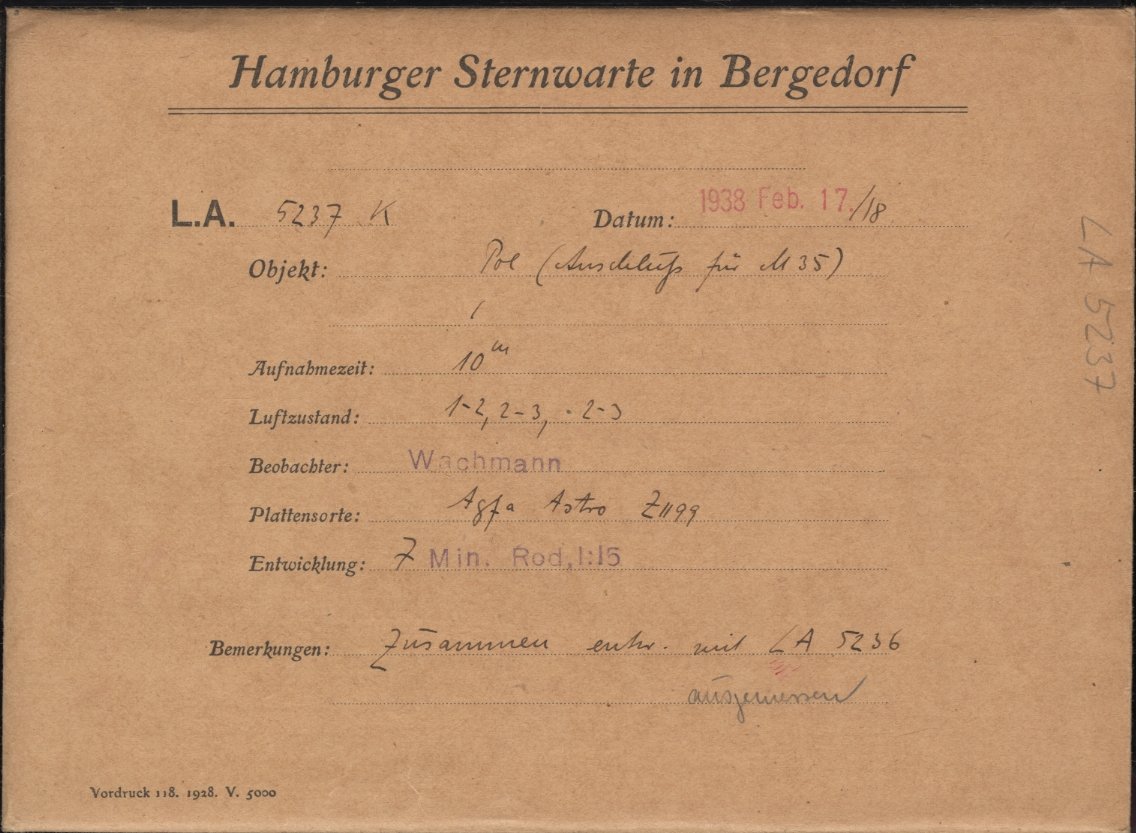 Hamburger Sternwarte in Bergedorf
L.A. 5237 K
Datum: 1938 Feb. 17./18
Objekt: Pol (Anschluß für M 35)
Aufnahmezeit: 10 m
Luftzustand: 1-2, 2-3, 2-3
Beobachter: Wachmann
Plattensorte: Agfa Astro Z1199
Entwicklung: 7 Min. Rod, 1:15
Bemerkungen: Zusammen entw. mit LA 5236
ausgemessen
Vordruck 118. 1928. V. 5000
LA 5237